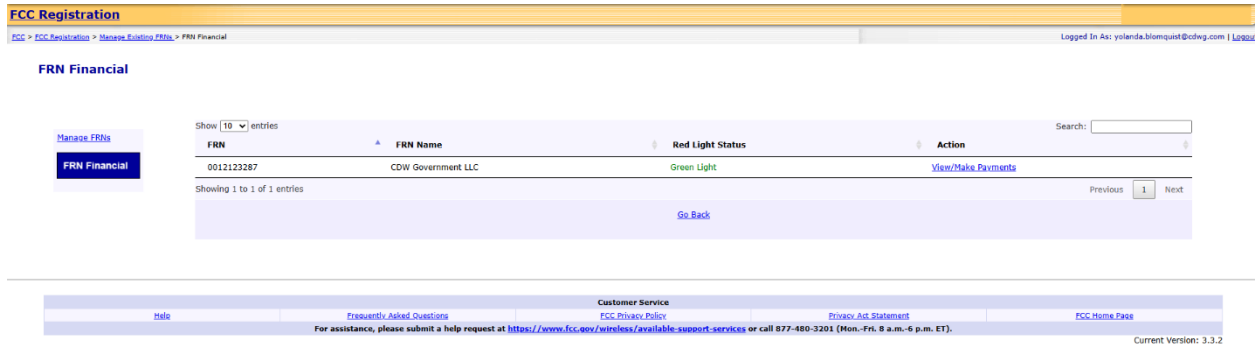 FCC Registration
FCC > FCC Registration > Manage Existing FRNs > FRN Financial
Logged In As: yolanda.blomquist@cdwg.com | Logout
FRN Financial
Manage FRNs
FRN Financial
Show 10 entries
Search:
FRN FRN Name Red Light Status Action
0012123287 CDW Government LLC Green Light View/Make Payments
Showing 1 to 1 of 1 entries
Previous 1 Next
Go Back
Customer Service
Help Frequently Asked Questions FCC Privacy Policy Privacy Act Statement FCC Home Page
For assistance, please submit a help request at https://www.fcc.gov/wireless/available-support-services or call 877-480-3201 (Mon.-Fri. 8 a.m.-6 p.m. ET).
Current Version: 3.3.2